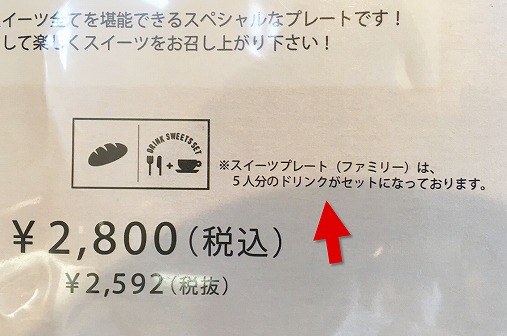 イーツ全てを堪能できるスペシャルなプレートです！
して楽しくスイーツをお召し上がり下さい！
DRINK SWEETS SET
※スイーツプレート（ファミリー）は、
５人分のドリンクがセットになっております。
￥2,800（税込）
￥2,592（税抜）